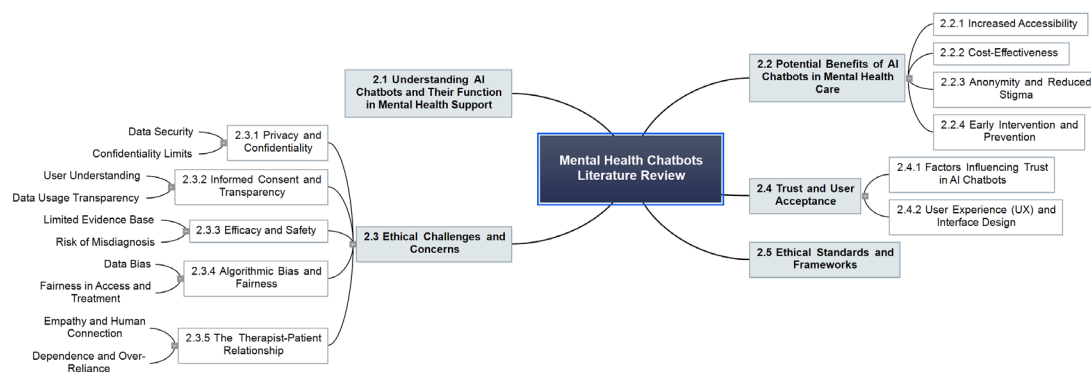 Mental Health Chatbots
Literature Review
2.1 Understanding AI
Chatbots and Their Function
in Mental Health Support
2.2 Potential Benefits of AI
Chatbots in Mental Health
Care
2.2.1 Increased Accessibility
2.2.2 Cost-Effectiveness
2.2.3 Anonymity and Reduced
Stigma
2.2.4 Early Intervention and
Prevention
2.3 Ethical Challenges and
Concerns
2.3.1 Privacy and
Confidentiality
Data Security
Confidentiality Limits
2.3.2 Informed Consent and
Transparency
User Understanding
Data Usage Transparency
2.3.3 Efficacy and Safety
Limited Evidence Base
Risk of Misdiagnosis
2.3.4 Algorithmic Bias and
Fairness
Data Bias
Fairness in Access and
Treatment
2.3.5 The Therapist-Patient
Relationship
Empathy and Human
Connection
Dependence and Over-
Reliance
2.4 Trust and User
Acceptance
2.4.1 Factors Influencing Trust
in AI Chatbots
2.4.2 User Experience (UX) and
Interface Design
2.5 Ethical Standards and
Frameworks